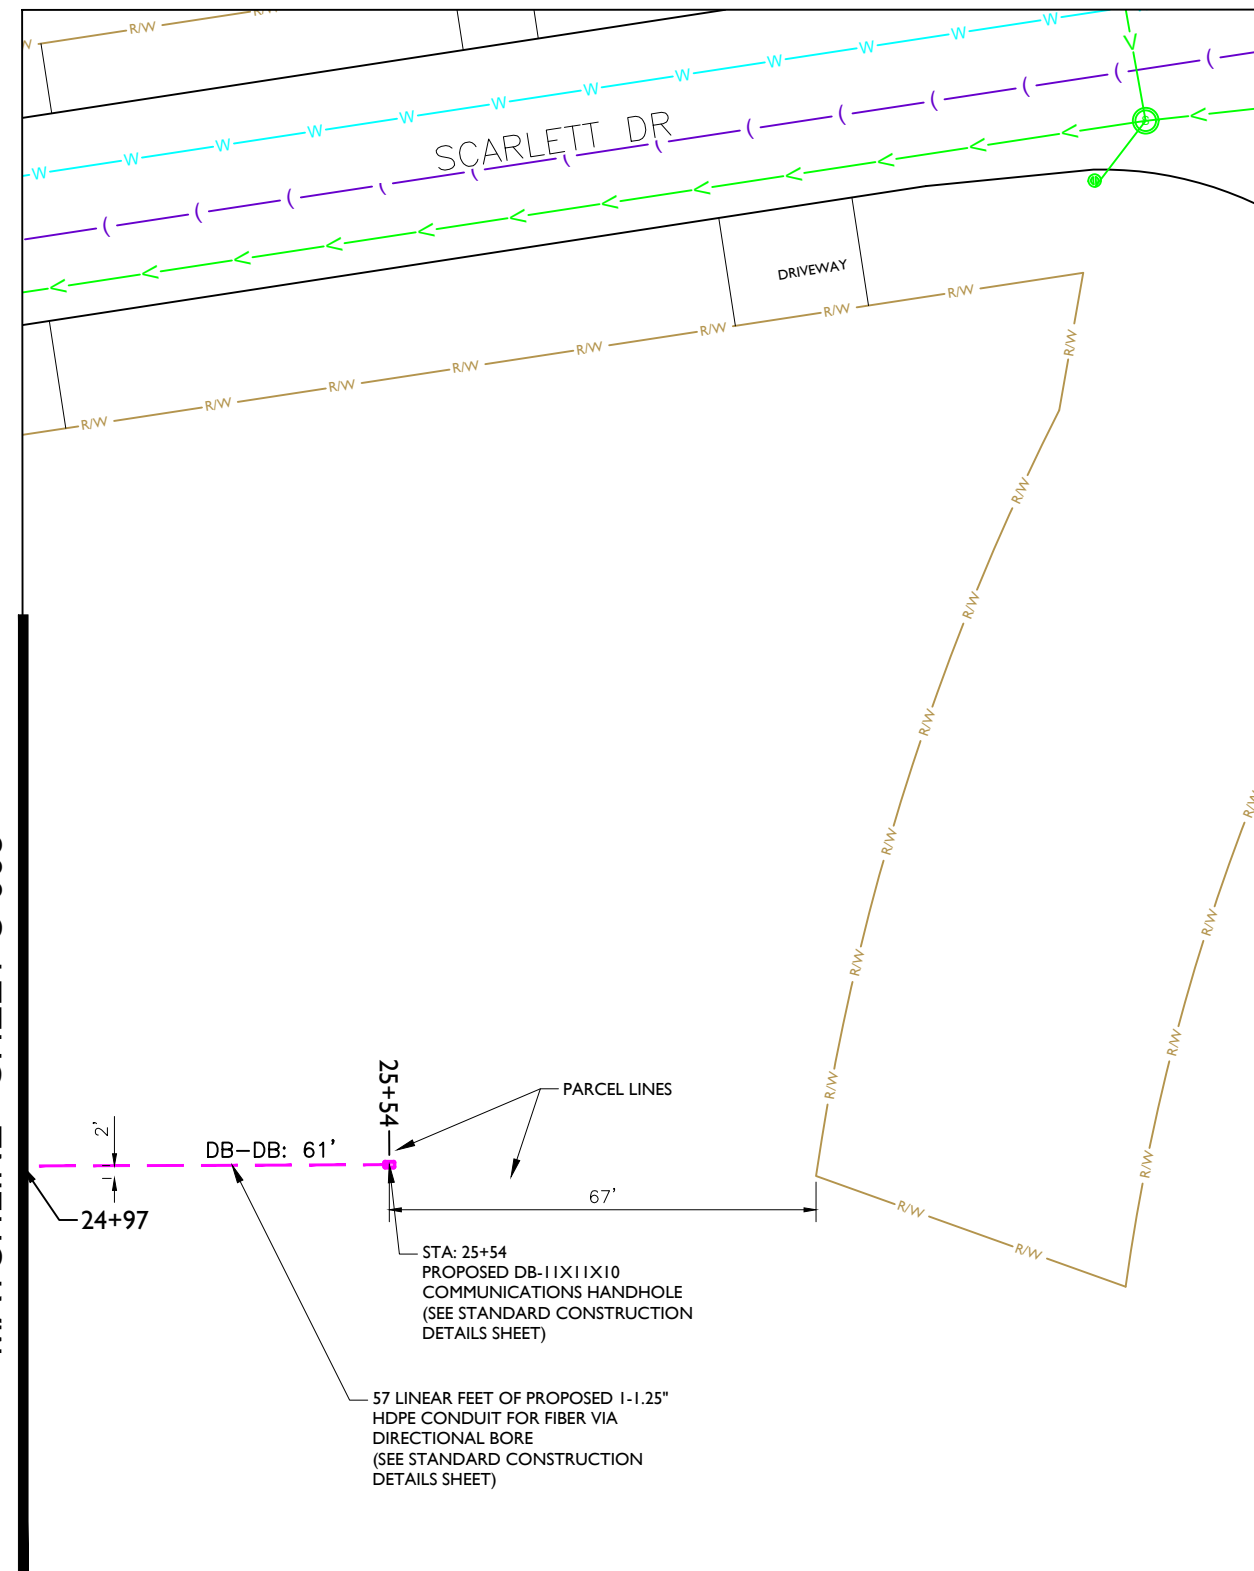 R/W
R/W
W W W W W W W W W W W W
SCARLETT DR
S
DRIVEWAY
R/W R/W R/W R/W R/W R/W R/W R/W
R/W
R/W
R/W
R/W
R/W
R/W
R/W
R/W
R/W
R/W
R/W
R/W
R/W
25+54
PARCEL LINES
2'
DB-DB: 61'
24+97
67'
STA: 25+54
PROPOSED DB-11X11X10
COMMUNICATIONS HANDHOLE
(SEE STANDARD CONSTRUCTION
DETAILS SHEET)
57 LINEAR FEET OF PROPOSED 1-1.25"
HDPE CONDUIT FOR FIBER VIA
DIRECTIONAL BORE
(SEE STANDARD CONSTRUCTION
DETAILS SHEET)